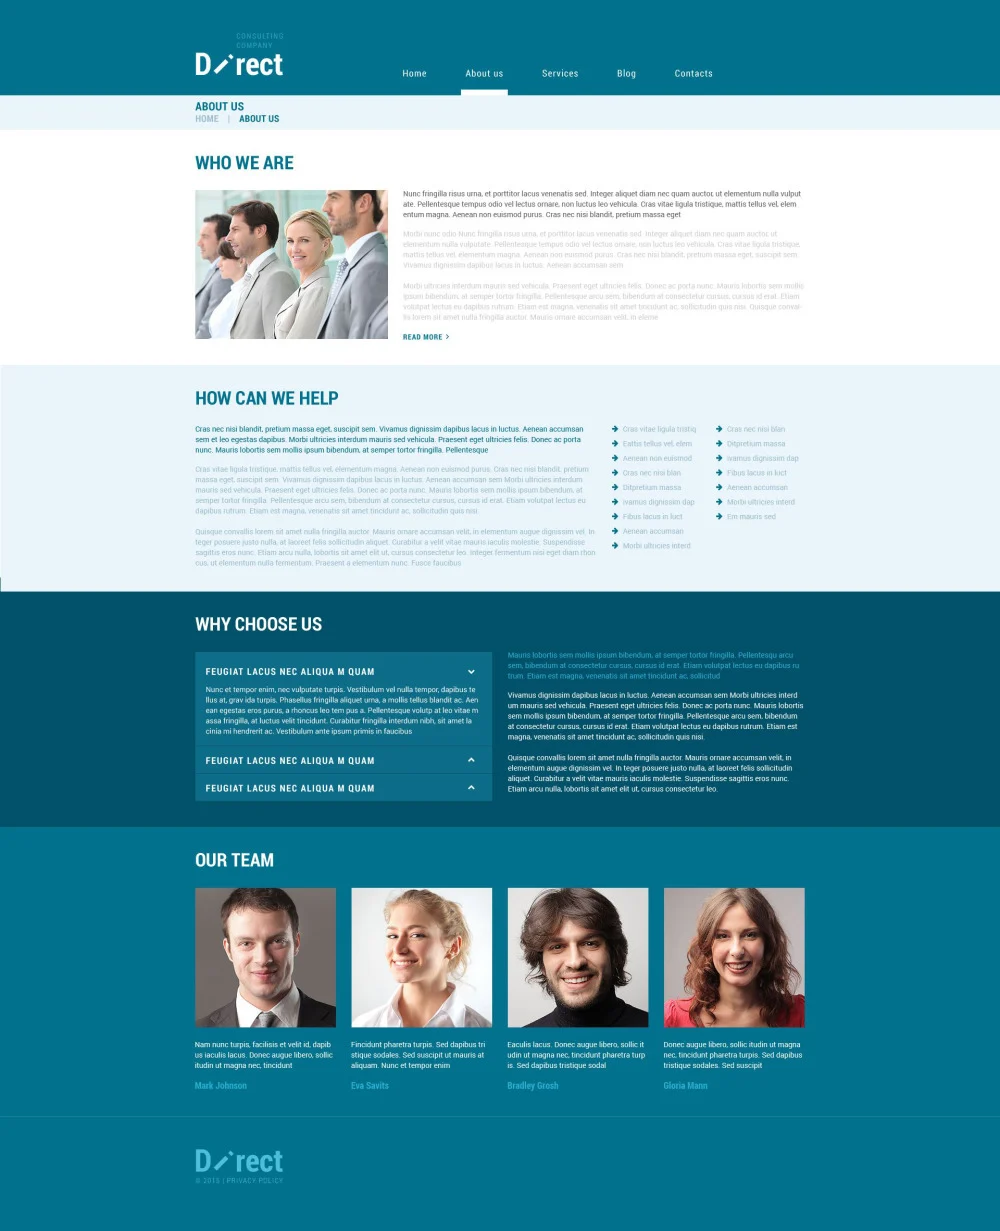 CONSULTING
COMPANY
Direct
Home
About us
Services
Blog
Contacts
ABOUT US
HOME | ABOUT US
WHO WE ARE
Nunc fringilla risus urna, et porttitor lacus venenatis sed. Integer aliquet diam nec quam auctor, ut elementum nulla vulput
ate. Pellentesque tempus odio vel lectus ornare, non luctus leo vehicula. Cras vitae ligula tristique, mattis tellus vel, elem
entum magna. Aenean non euismod purus. Cras nec nisi blandit, pretium massa eget
Morbi nunc odio Nunc fringilla risus urna, et porttitor lacus venenatis sed. Integer aliquet diam nec quam auctor, ut
elementum nulla vulputate. Pellentesque tempus odio vel lectus ornare, non luctus leo vehicula. Cras vitae ligula tristique,
mattis tellus vel, elementum magna. Aenean non euismod purus. Cras nec nisi blandit, pretium massa eget, suscipit sem.
Vivamus dignissim dapibus lacus in luctus. Aenean accumsan sem
Morbi ultricies interdum mauris sed vehicula. Praesent eget ultricies felis. Donec ac porta nunc. Mauris lobortis sem mollis
ipsum bibendum, at semper tortor fringilla. Pellentesque arcu sem, bibendum at consectetur cursus, cursus id erat. Etiam
volutpat lectus dapibus rutrum. Etiam est magna, venenatis sit amet tincidunt ac, sollicitudin quis nisi. Quisque conval-
lis lorem sit amet nulla fringilla auctor. Mauris ornare accumsan velit, in eleme
READ MORE >
HOW CAN WE HELP
Cras nec nisi blandit, pretium massa eget, suscipit sem. Vivamus dignissim dapibus lacus in luctus. Aenean accumsan
sem et leo egestas dapibus. Morbi ultricies interdum mauris sed vehicula. Praesent eget ultricies felis. Donec ac porta
nunc. Mauris lobortis sem mollis ipsum bibendum, at semper tortor fringilla. Pellentesque
Cras vitae ligula tristique, mattis tellus vel, elementum magna. Aenean non euismod purus. Cras nec nisi blandit, pretium
massa eget, suscipit sem. Vivamus dignissim dapibus lacus in luctus. Aenean accumsan sem Morbi ultricies interdum
mauris sed vehicula. Praesent eget ultricies felis. Donec ac porta nunc. Mauris lobortis sem mollis ipsum bibendum, at
semper tortor fringilla. Pellentesque arcu sem, bibendum at consectetur cursus, cursus id erat. Etiam volutpat lectus eu
dapibus rutrum. Etiam est magna, venenatis sit amet tincidunt ac, sollicitudin quis nisi
Quisque convallis lorem sit amet nulla fringilla auctor. Mauris ornare accumsan velit, in elementum augue dignissim vel. In
teger posuere justo nulla, at laoreet felis sollicitudin aliquet. Curabitur a velit vitae mauris iaculis molestie. Suspendisse
sagittis eros nunc. Etiam arcu nulla, lobortis sit amet elit ut, cursus consectetur leo. Integer fermentum nisi eget diam rhon
cus, ut elementum nulla fermentum. Praesent a elementum nunc. Fusce faucibus
Cras vitae ligula tristiq
Eattis tellus vel, elem
Aenean non euismod
Cras nec nisi blan
Ditpretium massa
ivamus dignissim dap
Fibus lacus in luct
Aenean accumsan
Morbi ultricies interd
Cras nec nisi blan
Ditpretium massa
ivamus dignissim dap
Fibus lacus in luct
Aenean accumsan
Morbi ultricies interd
Em mauris sed
WHY CHOOSE US
FEUGIAT LACUS NEC ALIQUA M QUAM
Nunc et tempor enim, nec vulputate turpis. Vestibulum vel nulla tempor, dapibus te
llus at, grav ida turpis. Phasellus fringilla aliquet urna, a mollis tellus blandit ac. Aen
ean egestas eros purus, a rhoncus leo tem pus a. Pellentesque volutp at leo vitae m
assa fringilla, at luctus velit tincidunt. Curabitur fringilla interdum nibh, sit amet la
cinia mi hendrerit ac. Vestibulum ante ipsum primis in faucibus
FEUGIAT LACUS NEC ALIQUA M QUAM
FEUGIAT LACUS NEC ALIQUA M QUAM
Mauris lobortis sem mollis ipsum bibendum, at semper tortor fringilla. Pellentesqu arcu
sem, bibendum at consectetur cursus, cursus id erat. Etiam volutpat lectus eu dapibus ru
trum. Etiam est magna, venenatis sit amet tincidunt ac, sollicitud
Vivamus dignissim dapibus lacus in luctus. Aenean accumsan sem Morbi ultricies interd
um mauris sed vehicula. Praesent eget ultricies felis. Donec ac porta nunc. Mauris lobortis
sem mollis ipsum bibendum, at semper tortor fringilla. Pellentesque arcu sem, bibendum
at consectetur cursus, cursus id erat. Etiam volutpat lectus eu dapibus rutrum. Etiam est
magna, venenatis sit amet tincidunt ac, sollicitudin quis nisi.
Quisque convallis lorem sit amet nulla fringilla auctor. Mauris ornare accumsan velit, in
elementum augue dignissim vel. In teger posuere justo nulla, at laoreet felis sollicitudin
aliquet. Curabitur a velit vitae mauris iaculis molestie. Suspendisse sagittis eros nunc.
Etiam arcu nulla, lobortis sit amet elit ut, cursus consectetur leo.
OUR TEAM
Nam nunc turpis, facilisis et velit id, dapib
us iaculis lacus. Donec augue libero, sollic
itudin ut magna nec, tincidunt
Mark Johnson
Fincidunt pharetra turpis. Sed dapibus tri
stique sodales. Sed suscipit ut mauris at
aliquam. Nunc et tempor enim
Eva Savits
Eaculis lacus. Donec augue libero, sollic it
udin ut magna nec, tincidunt pharetra turp
is. Sed dapibus tristique sodal
Bradley Grosh
Donec augue libero, sollic itudin ut magna
nec, tincidunt pharetra turpis. Sed dapibus
tristique sodales. Sed suscipit
Gloria Mann
Direct
© 2015 | PRIVACY POLICY